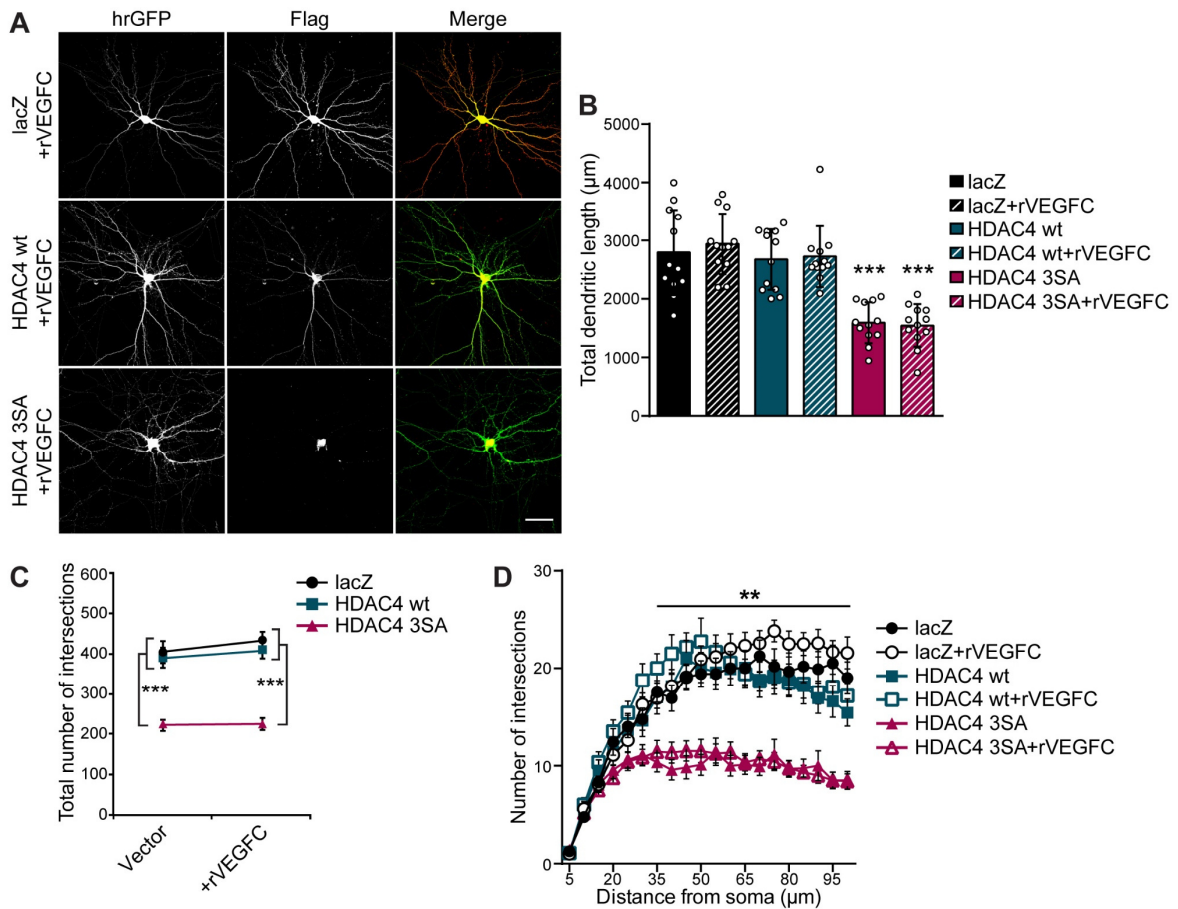 A
hrGFP
Flag
Merge
lacZ
+rVEGFC
HDAC4 wt
+rVEGFC
HDAC4 3SA
+rVEGFC
B
Total dendritic length (µm)
5000
4000
3000
2000
1000
0
***
***
lacZ
lacZ+rVEGFC
HDAC4 wt
HDAC4 wt+rVEGFC
HDAC4 3SA
HDAC4 3SA+rVEGFC
C
Total number of intersections
600
500
400
300
200
100
0
***
***
Vector
+rVEGFC
lacZ
HDAC4 wt
HDAC4 3SA
D
Number of intersections
30
20
10
0
**
5 20 35 50 65 80 95
Distance from soma (µm)
lacZ
lacZ+rVEGFC
HDAC4 wt
HDAC4 wt+rVEGFC
HDAC4 3SA
HDAC4 3SA+rVEGFC